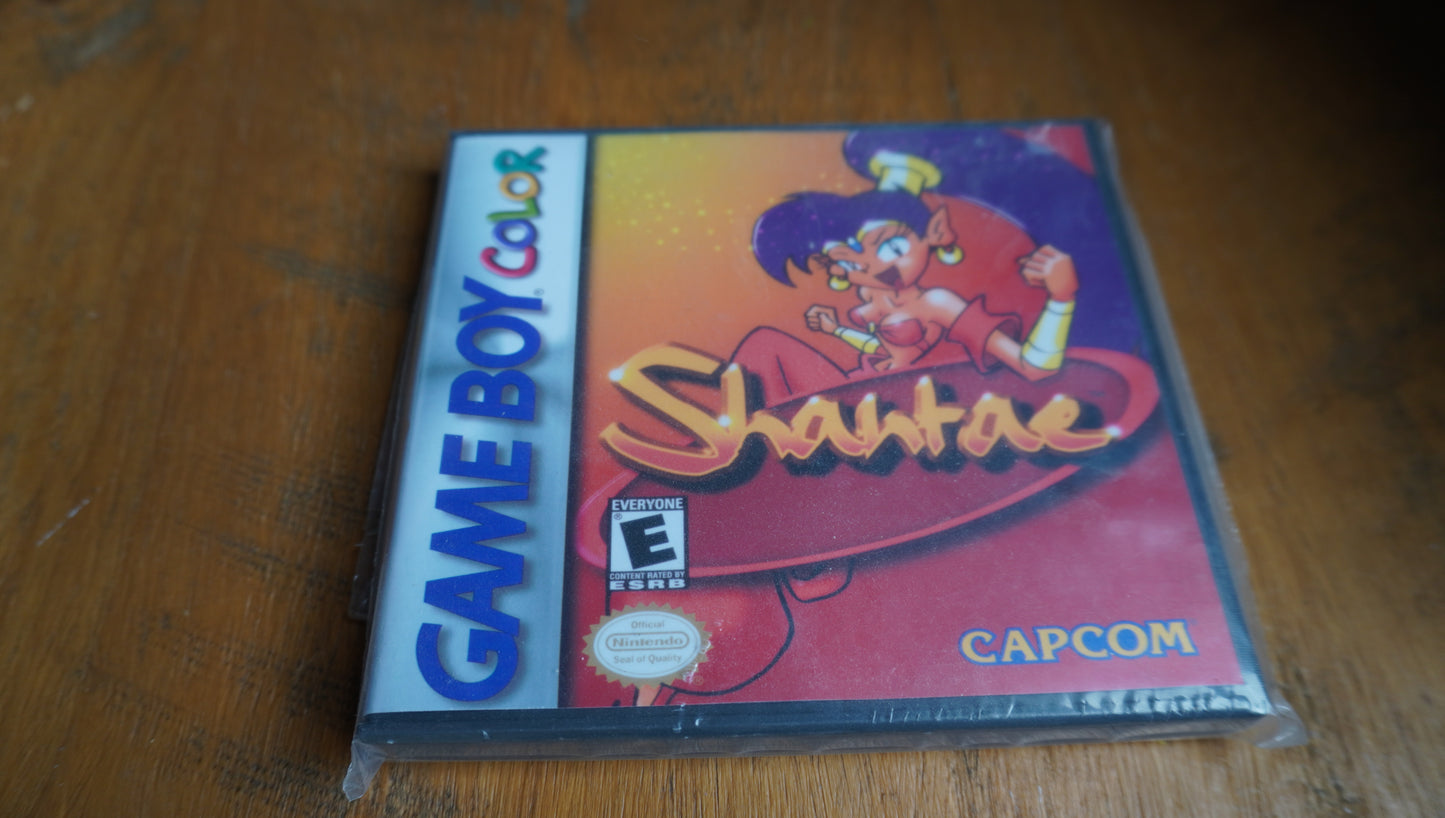 GAME BOY COLOR
Shantae
EVERYONE
E
CONTENT RATED BY
ESRB
Official
Nintendo
Seal of Quality
CAPCOM